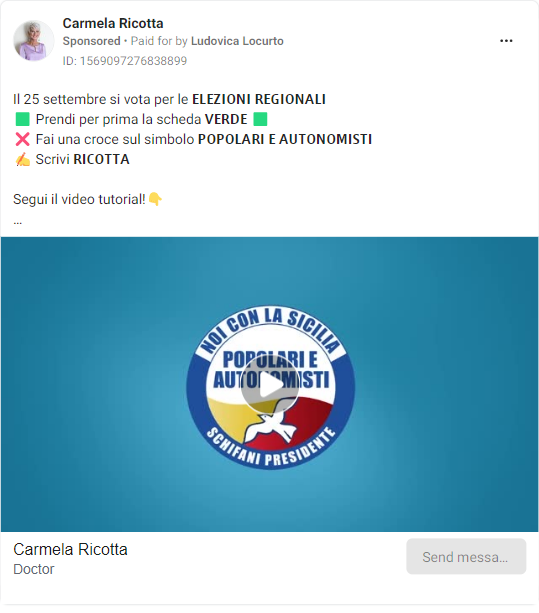 Carmela Ricotta
Sponsored • Paid for by Ludovica Locurto
ID: 1569097276838899
Il 25 settembre si vota per le ELEZIONI REGIONALI
🟩 Prendi per prima la scheda VERDE 🟩
❌ Fai una croce sul simbolo POPOLARI E AUTONOMISTI
✍️ Scrivi RICOTTA
Segui il video tutorial!👇
...
NOI CON LA SICILIA
POPOLARI E
AUTONOMISTI
SCHIFANI PRESIDENTE
Carmela Ricotta
Doctor
Send messa...